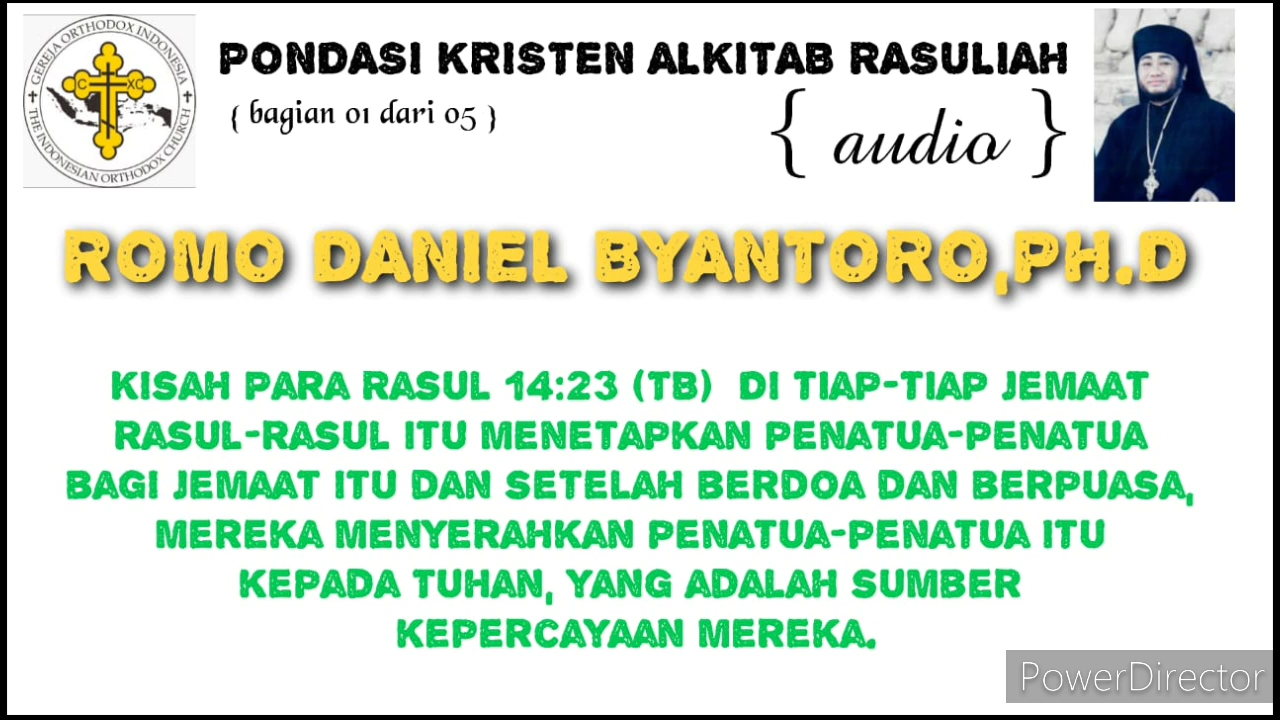 GEREJA ORTHODOX INDONESIA
THE INDONESIAN ORTHODOX CHURCH
C XC
PONDASI KRISTEN ALKITAB RASULIAH
{ bagian 01 dari 05 }
{ audio }
ROMO DANIEL BYANTORO,PH.D
KISAH PARA RASUL 14:23 (TB) DI TIAP-TIAP JEMAAT
RASUL-RASUL ITU MENETAPKAN PENATUA-PENATUA
BAGI JEMAAT ITU DAN SETELAH BERDOA DAN BERPUASA,
MEREKA MENYERAHKAN PENATUA-PENATUA ITU
KEPADA TUHAN, YANG ADALAH SUMBER
KEPERCAYAAN MEREKA.
PowerDirector